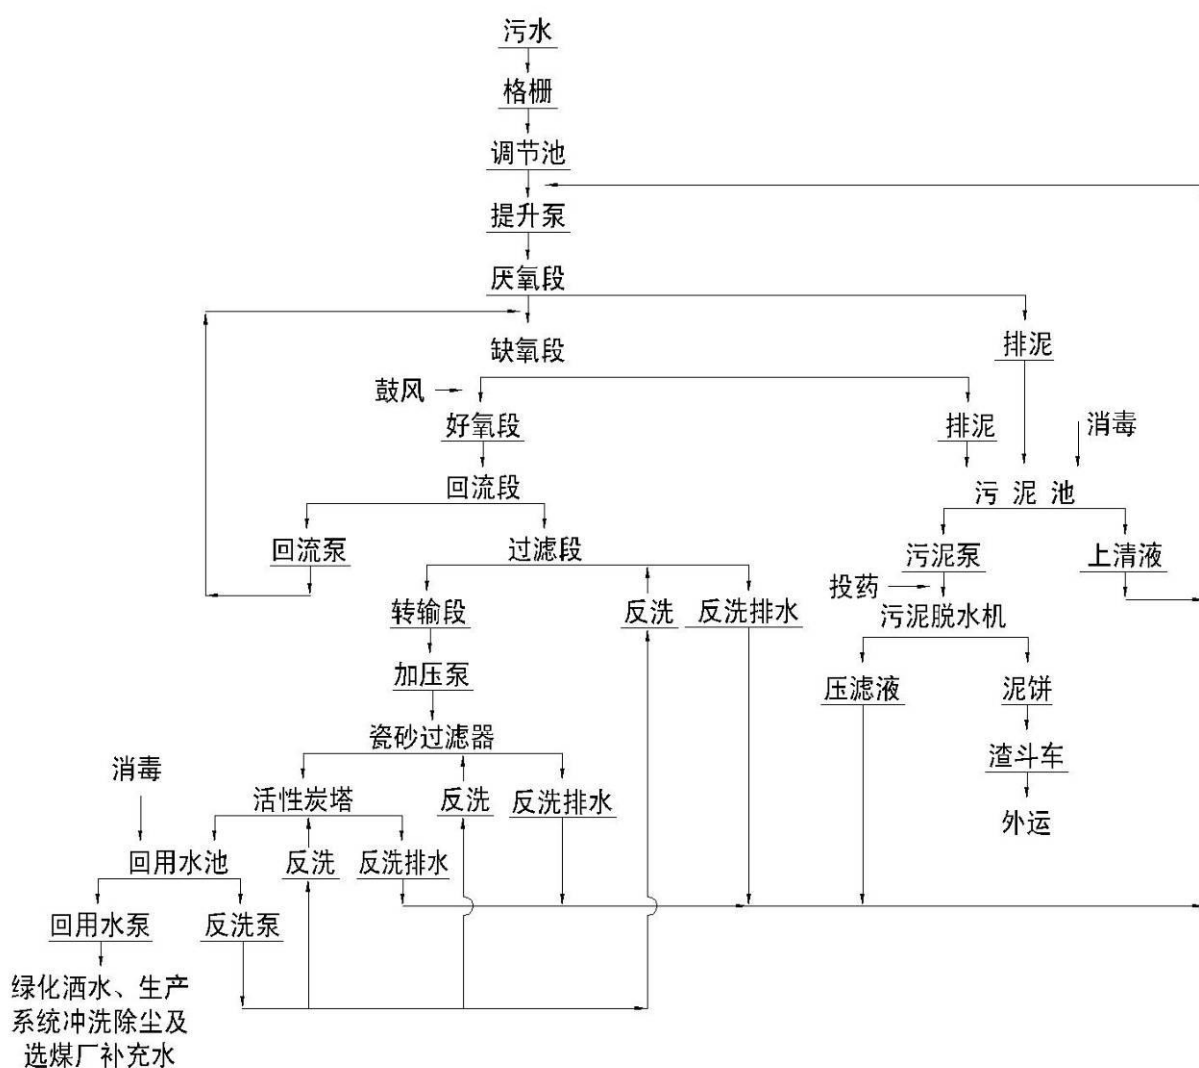 污水
格栅
调节池
提升泵
厌氧段
缺氧段
排泥
鼓风
好氧段
排泥
消毒
回流段
污泥池
回流泵
过滤段
污泥泵
上清液
投药
转输段
反洗
反洗排水
污泥脱水机
加压泵
压滤液
泥饼
瓷砂过滤器
消毒
渣斗车
活性炭塔
反洗
反洗排水
外运
回用水池
反洗
反洗排水
回用水泵
反洗泵
绿化洒水、生产
系统冲洗除尘及
选煤厂补充水